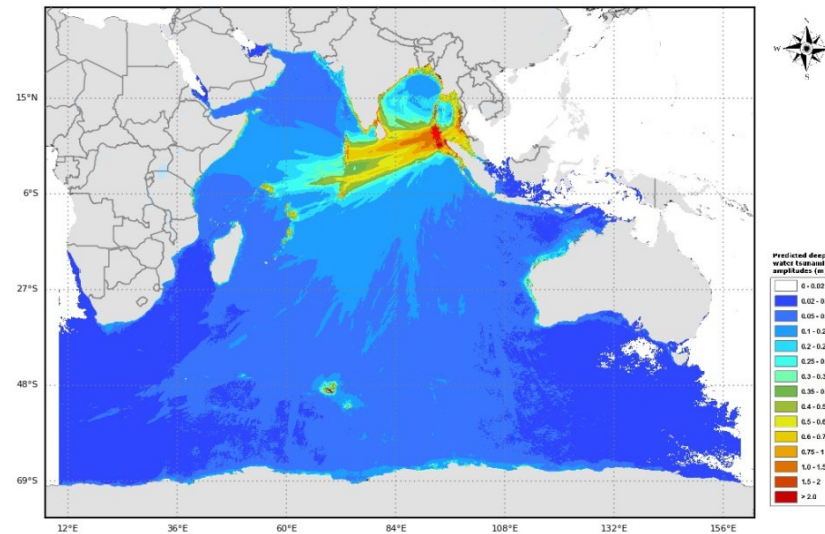 N
W
S
15°N
6°S
27°S
48°S
69°S
12°E
36°E
60°E
84°E
108°E
132°E
156°E
Predicted deep
water tsunami
amplitudes (m
0 - 0.02
0.02 - 0.
0.05 - 0.
0.1 - 0.2
0.2 - 0.2
0.25 - 0.
0.3 - 0.3
0.35 - 0.
0.4 - 0.5
0.5 - 0.6
0.6 - 0.7
0.75 - 1
1.0 - 1.5
1.5 - 2
> 2.0